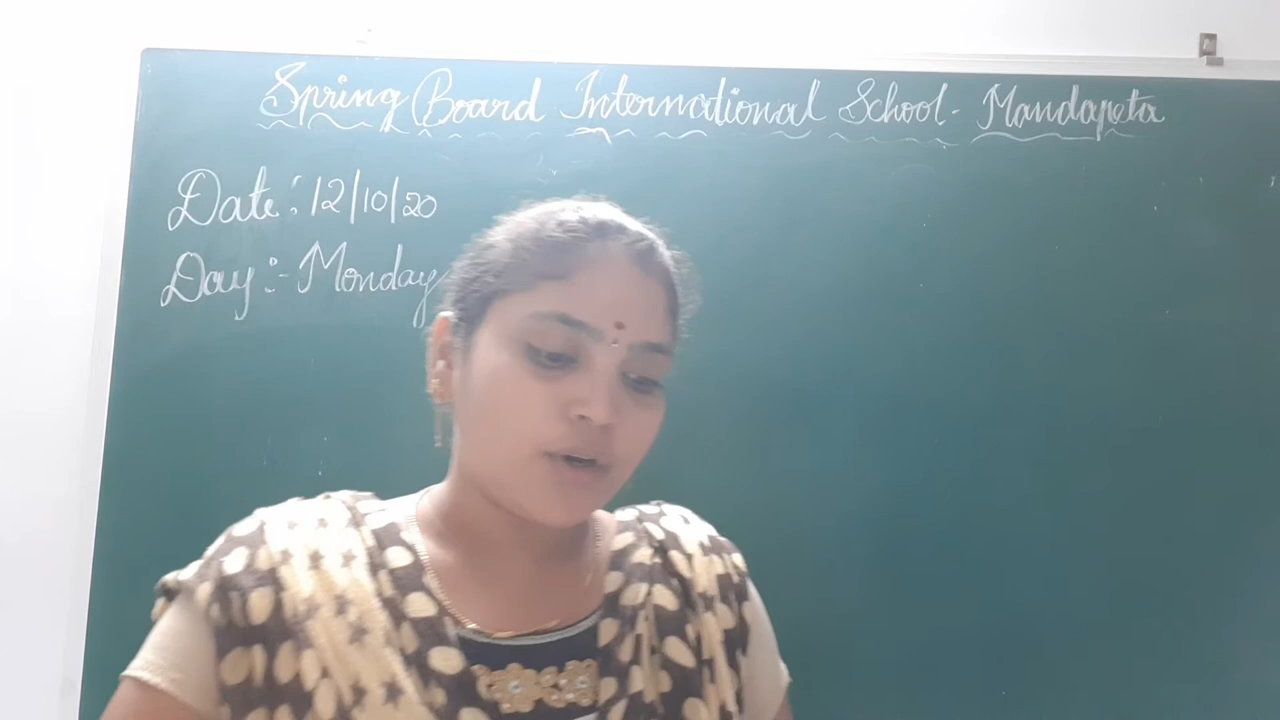 Spring Board International School - Mandapeta
Date : 12/10/20
Day :- Monday